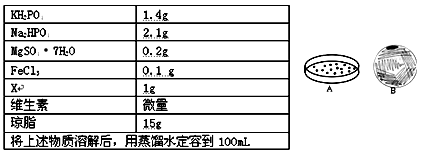 KH₂PO₄ 1.4g
Na₂HPO₄ 2.1g
MgSO₄・7H2O 0.2g
FeCl₃ 0.1 g
X↵ 1g
维生素 微量
琼脂 15g
将上述物质溶解后，用蒸馏水定容到100mL
A B